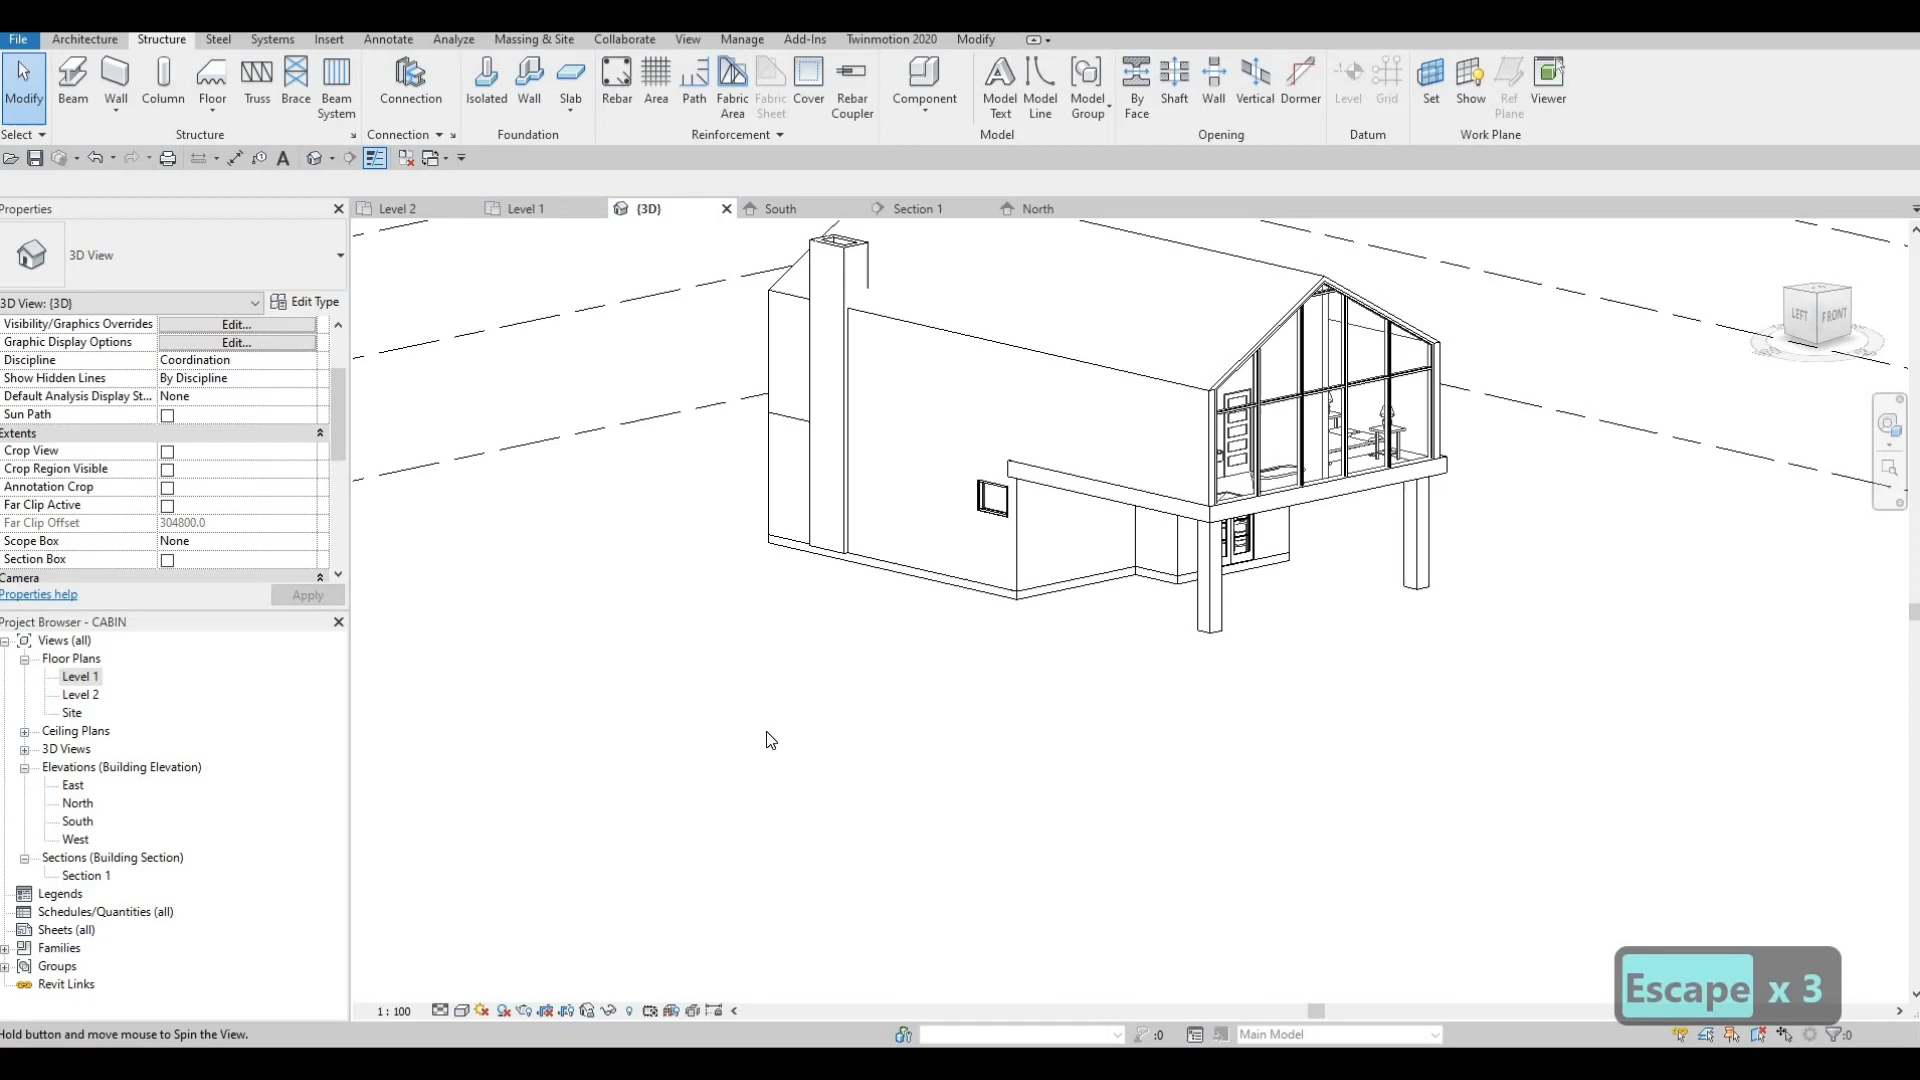 File Architecture Structure Steel Systems Insert Annotate Analyze Massing & Site Collaborate View Manage Add-Ins Twinmotion 2020 Modify
Modify Beam Wall Column Floor Truss Brace Beam System Connection Isolated Wall Slab Rebar Area Path Fabric Area Fabric Sheet Cover Rebar Coupler Component Model Text Model Line Model Group By Face Shaft Wall Vertical Dormer Level Grid Set Show Ref Plane Viewer
Select Structure Connection Foundation Reinforcement Model Opening Datum Work Plane
Properties
Level 2 Level 1 {3D} South Section 1 North
3D View
3D View: {3D} Edit Type
Visibility/Graphics Overrides Edit...
Graphic Display Options Edit...
Discipline Coordination
Show Hidden Lines By Discipline
Default Analysis Display St... None
Sun Path
Extents
Crop View
Crop Region Visible
Annotation Crop
Far Clip Active
Far Clip Offset 304800.0
Scope Box None
Section Box
Camera
Properties help Apply
LEFT FRONT
Project Browser - CABIN
Views (all)
Floor Plans
Level 1
Level 2
Site
Ceiling Plans
3D Views
Elevations (Building Elevation)
East
North
South
West
Sections (Building Section)
Section 1
Legends
Schedules/Quantities (all)
Sheets (all)
Families
Groups
Revit Links
Escape x 3
1 : 100
Hold button and move mouse to Spin the View.
:0 Main Model :0